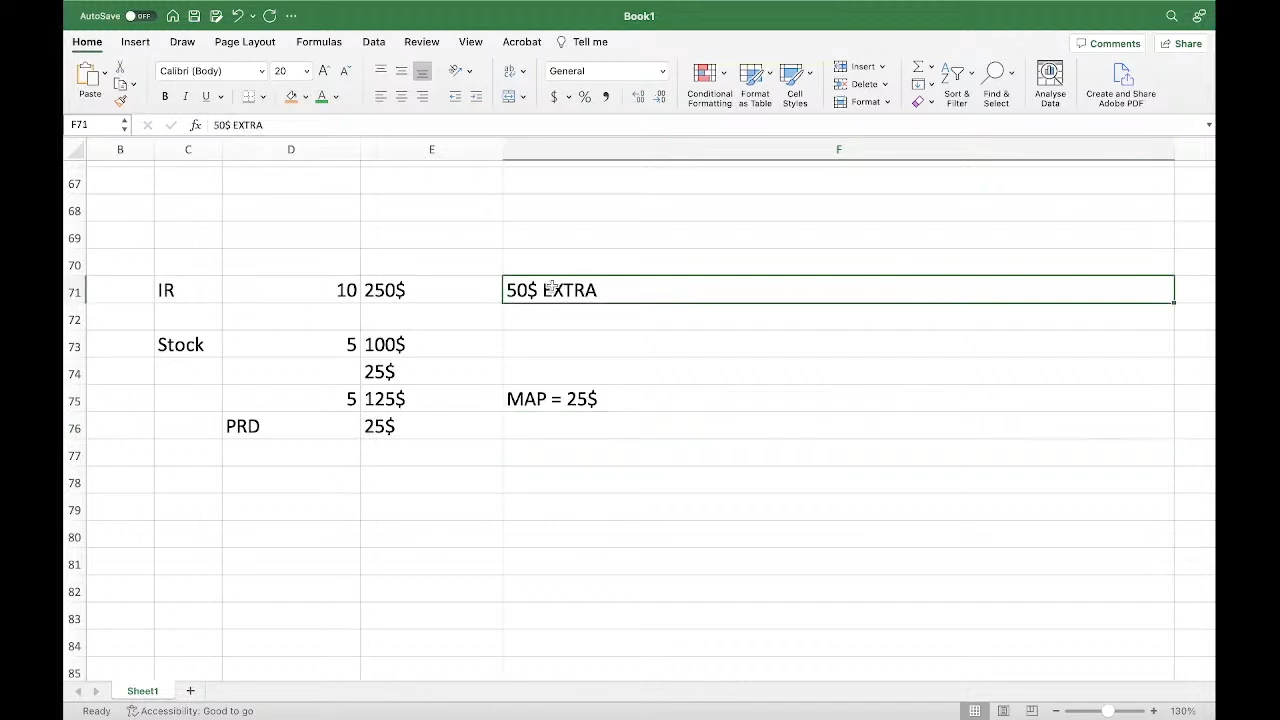 AutoSave OFF Book1
Home Insert Draw Page Layout Formulas Data Review View Acrobat Tell me Comments Share
Paste Calibri (Body) 20 A A General Conditional Formatting Format as Table Cell Styles Insert Delete Format Sort & Filter Find & Select Analyse Data Create and Share Adobe PDF
B I U A $ %
F71 fx 50$ EXTRA
B C D E F
67
68
69
70
71 IR 10 250$ 50$ EXTRA
72
73 Stock 5 100$
74 25$
75 5 125$ MAP = 25$
76 PRD 25$
77
78
79
80
81
82
83
84
85
Sheet1 +
Ready Accessibility: Good to go 130%